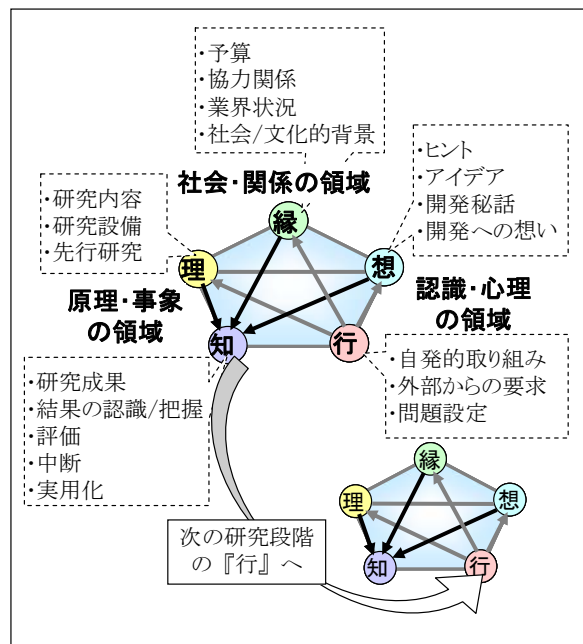 ・予算
・協力関係
・業界状況
・社会/文化的背景
・ヒント
・アイデア
・開発秘話
・開発への想い
社会・関係の領域
・研究内容
・研究設備
・先行研究
縁
理
想
原理・事象
の領域
認識・心理
の領域
知
行
・研究成果
・結果の認識/把握
・評価
・中断
・実用化
・自発的取り組み
・外部からの要求
・問題設定
縁
理
想
知
行
次の研究段階
の『行』へ